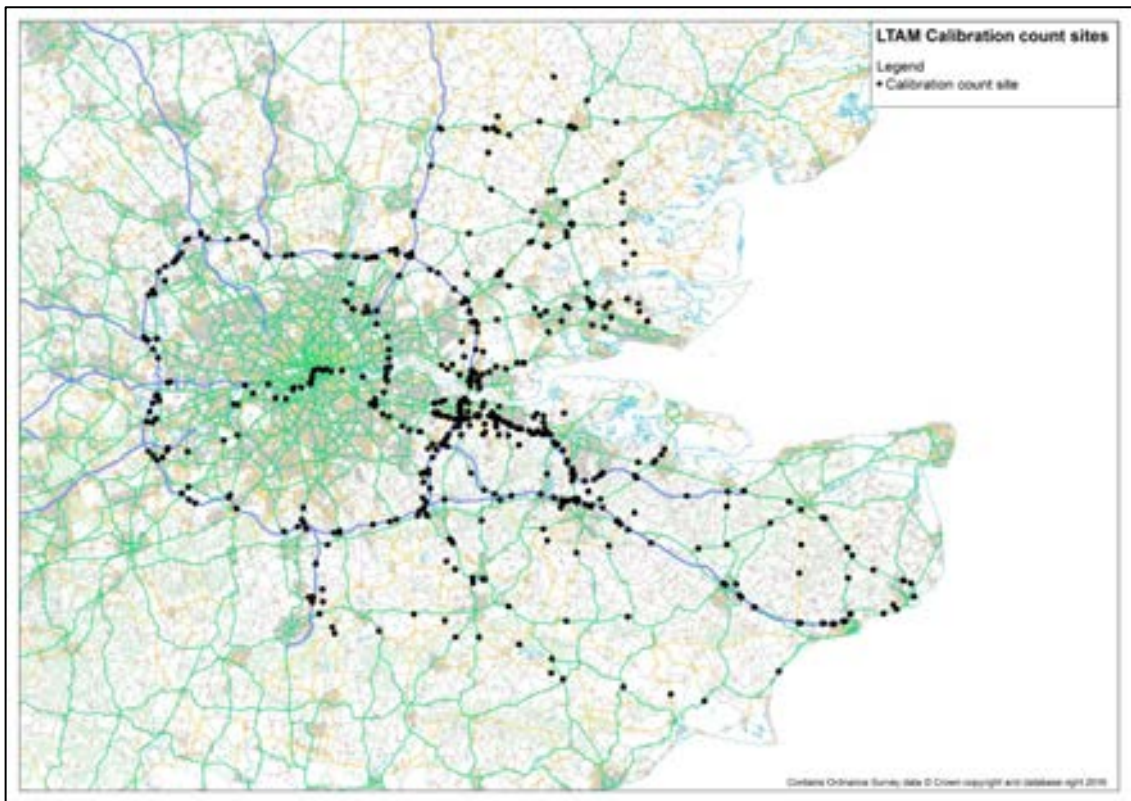 LTAM Calibration count sites
Legend
Calibration count site
Contains Ordnance Survey data © Crown copyright and database right 2016